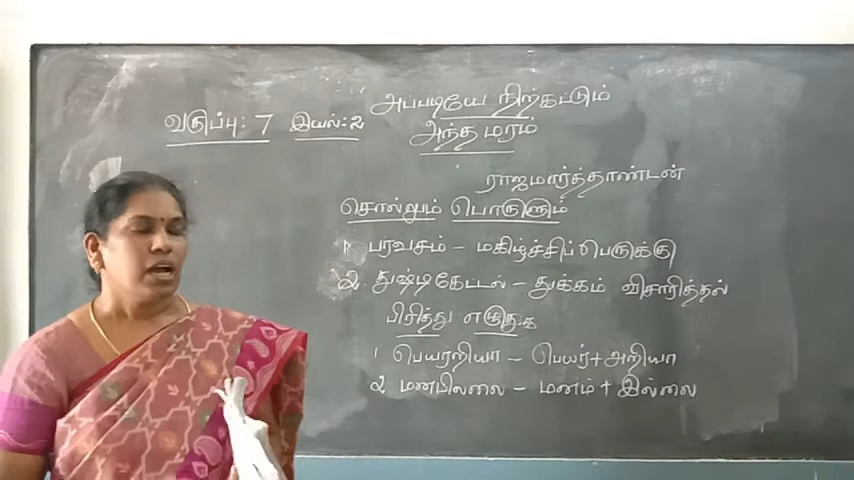 அப்படியே நிற்கட்டும்
வகுப்பு: 7 இயல்: 2 அந்த மரம்
ராஜமார்த்தாண்டன்
சொல்லும் பொருளும்
1. பரவசம் – மகிழ்ச்சிப்பெருக்கு
2. துஷ்டிகேட்டல் – துக்கம் விசாரித்தல்
பிரித்து எழுதுக
1 பெயரறியா – பெயர்+அறியா
2 மனமில்லை – மனம் + இல்லை